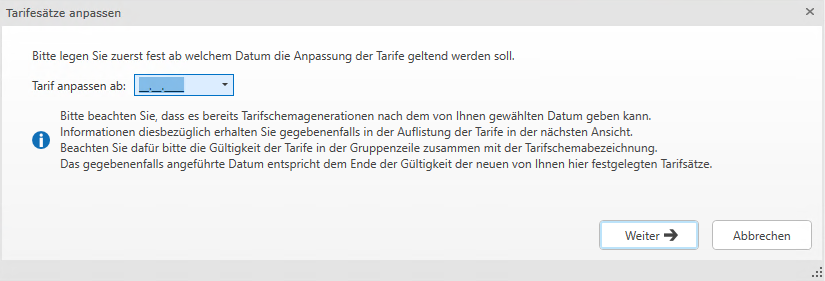 Tarifesätze anpassen
Bitte legen Sie zuerst fest ab welchem Datum die Anpassung der Tarife geltend werden soll.
Tarif anpassen ab: __.__.____
Bitte beachten Sie, dass es bereits Tarifschemagenerationen nach dem von Ihnen gewählten Datum geben kann.
Informationen diesbezüglich erhalten Sie gegebenenfalls in der Auflistung der Tarife in der nächsten Ansicht.
Beachten Sie dafür bitte die Gültigkeit der Tarife in der Gruppenzeile zusammen mit der Tarifschemabezeichnung.
Das gegebenenfalls angeführte Datum entspricht dem Ende der Gültigkeit der neuen von Ihnen hier festgelegten Tarifsätze.
Weiter Abbrechen